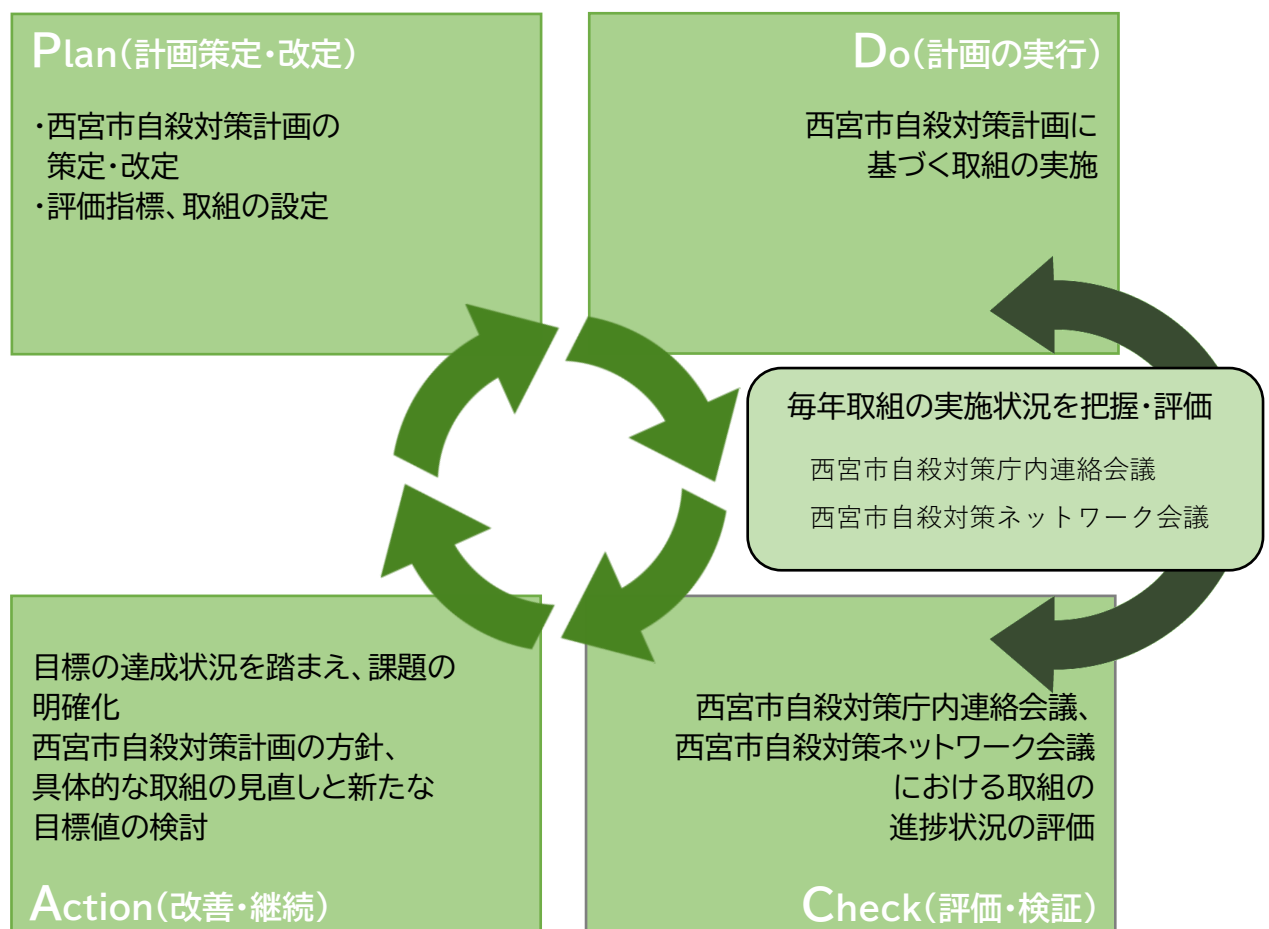 Plan(計画策定・改定)
・西宮市自殺対策計画の
策定・改定
・評価指標、取組の設定
Do(計画の実行)
西宮市自殺対策計画に
基づく取組の実施
毎年取組の実施状況を把握・評価
西宮市自殺対策庁内連絡会議
西宮市自殺対策ネットワーク会議
目標の達成状況を踏まえ、課題の
明確化
西宮市自殺対策計画の方針、
具体的な取組の見直しと新たな
目標値の検討
Action(改善・継続)
西宮市自殺対策庁内連絡会議、
西宮市自殺対策ネットワーク会議
における取組の
進捗状況の評価
Check(評価・検証)